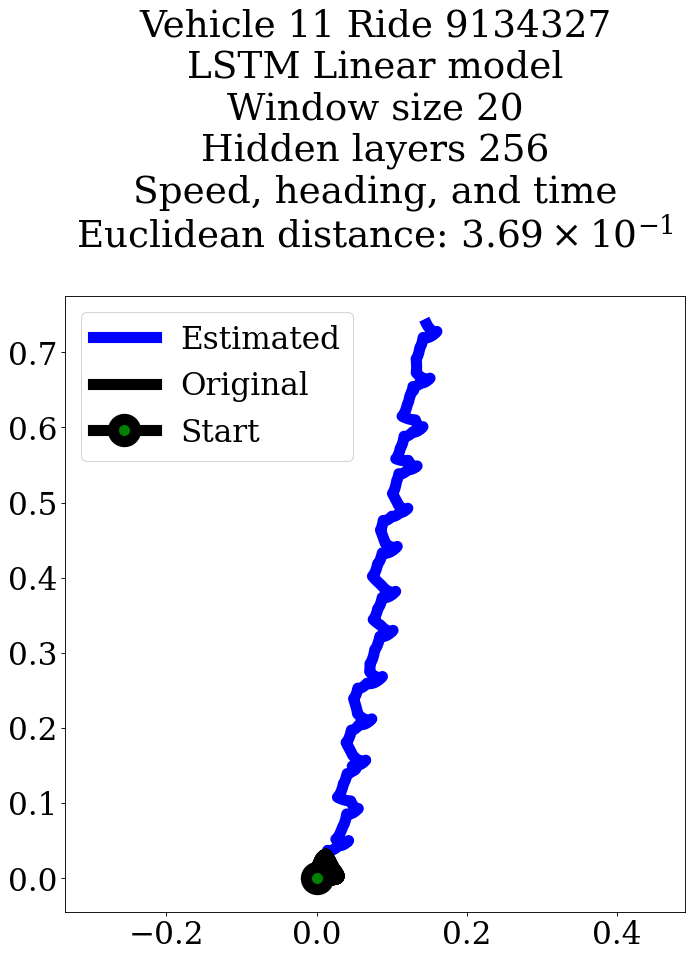 Vehicle 11 Ride 9134327
LSTM Linear model
Window size 20
Hidden layers 256
Speed, heading, and time
Euclidean distance: 3.69 × 10⁻¹
Estimated
Original
Start
0.7
0.6
0.5
0.4
0.3
0.2
0.1
0.0
−0.2 0.0 0.2 0.4